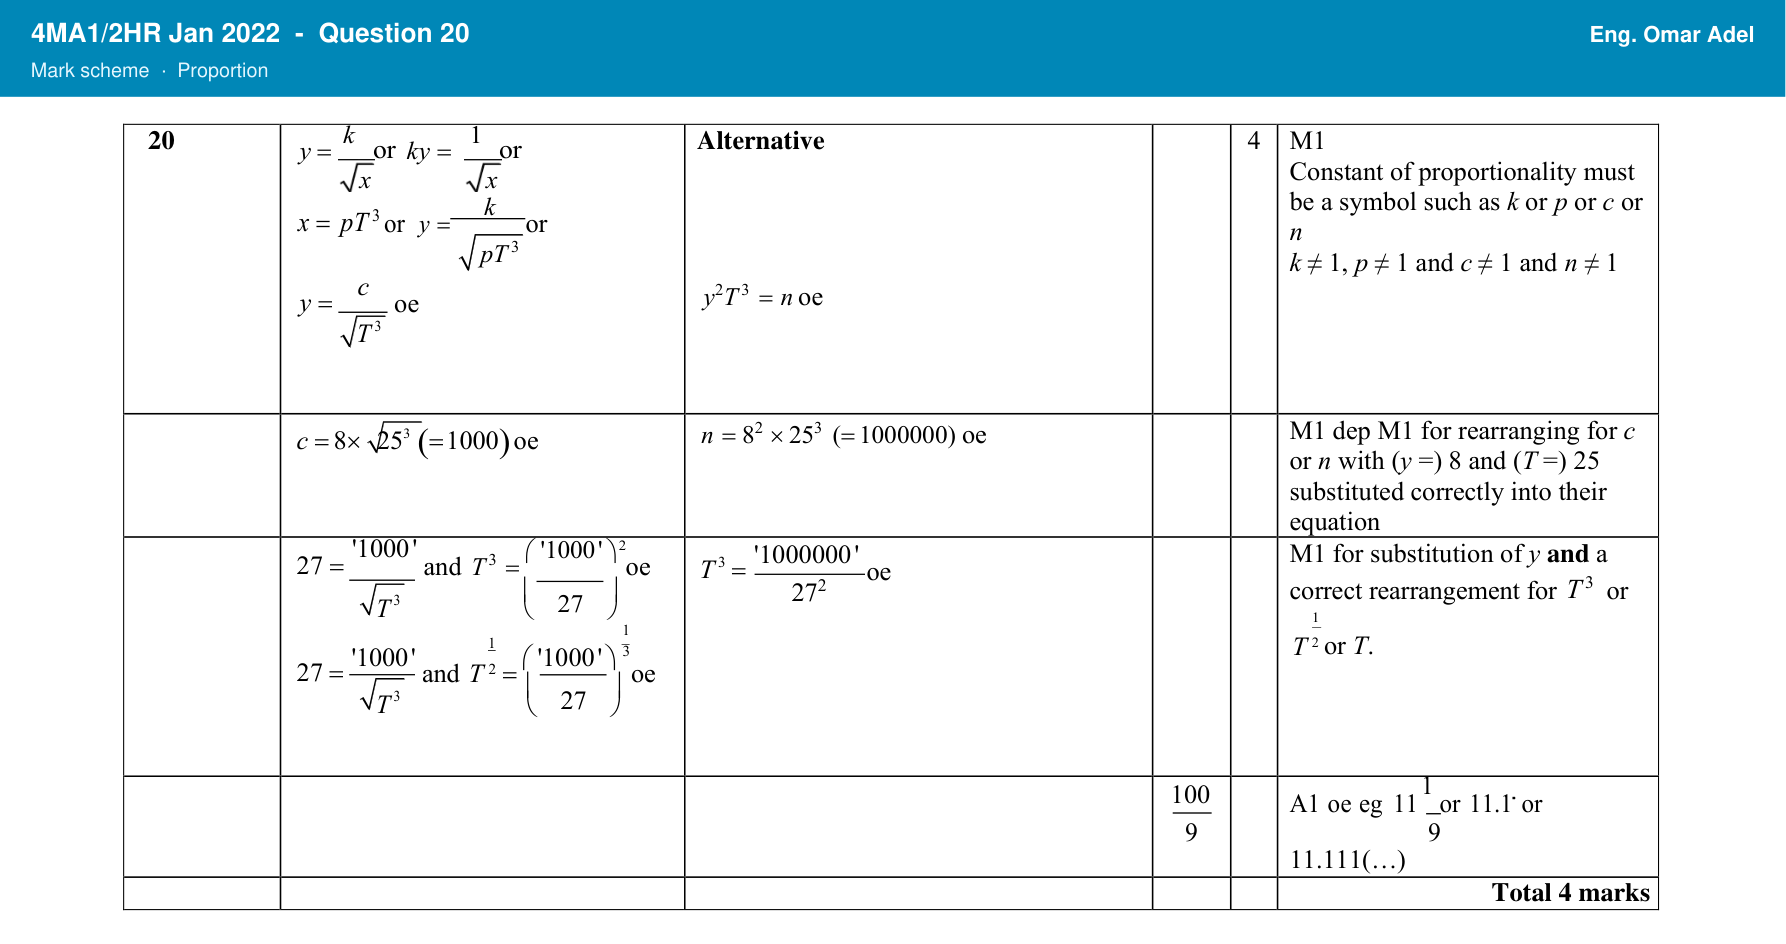 4MA1/2HR Jan 2022 - Question 20
Eng. Omar Adel
Mark scheme · Proportion
20
y = k/√x or ky = 1/√x or
x = pT³ or y = k/√(pT³) or
y = c/√(T³) oe
Alternative
y²T³ = n oe
4
M1
Constant of proportionality must
be a symbol such as k or p or c or
n
k ≠ 1, p ≠ 1 and c ≠ 1 and n ≠ 1
c = 8× √(25³) (=1000) oe
n = 8² × 25³ (= 1000000) oe
M1 dep M1 for rearranging for c
or n with (y =) 8 and (T =) 25
substituted correctly into their
equation
27 = '1000'/√(T³) and T³ = ('1000'/27)² oe
27 = '1000'/√(T³) and T^(1/2) = ('1000'/27)^(1/3) oe
T³ = '1000000'/27² oe
M1 for substitution of y and a
correct rearrangement for T³ or
T^(1/2) or T.
100/9
A1 oe eg 11 1/9 or 11.1̇ or
11.111(…)
Total 4 marks